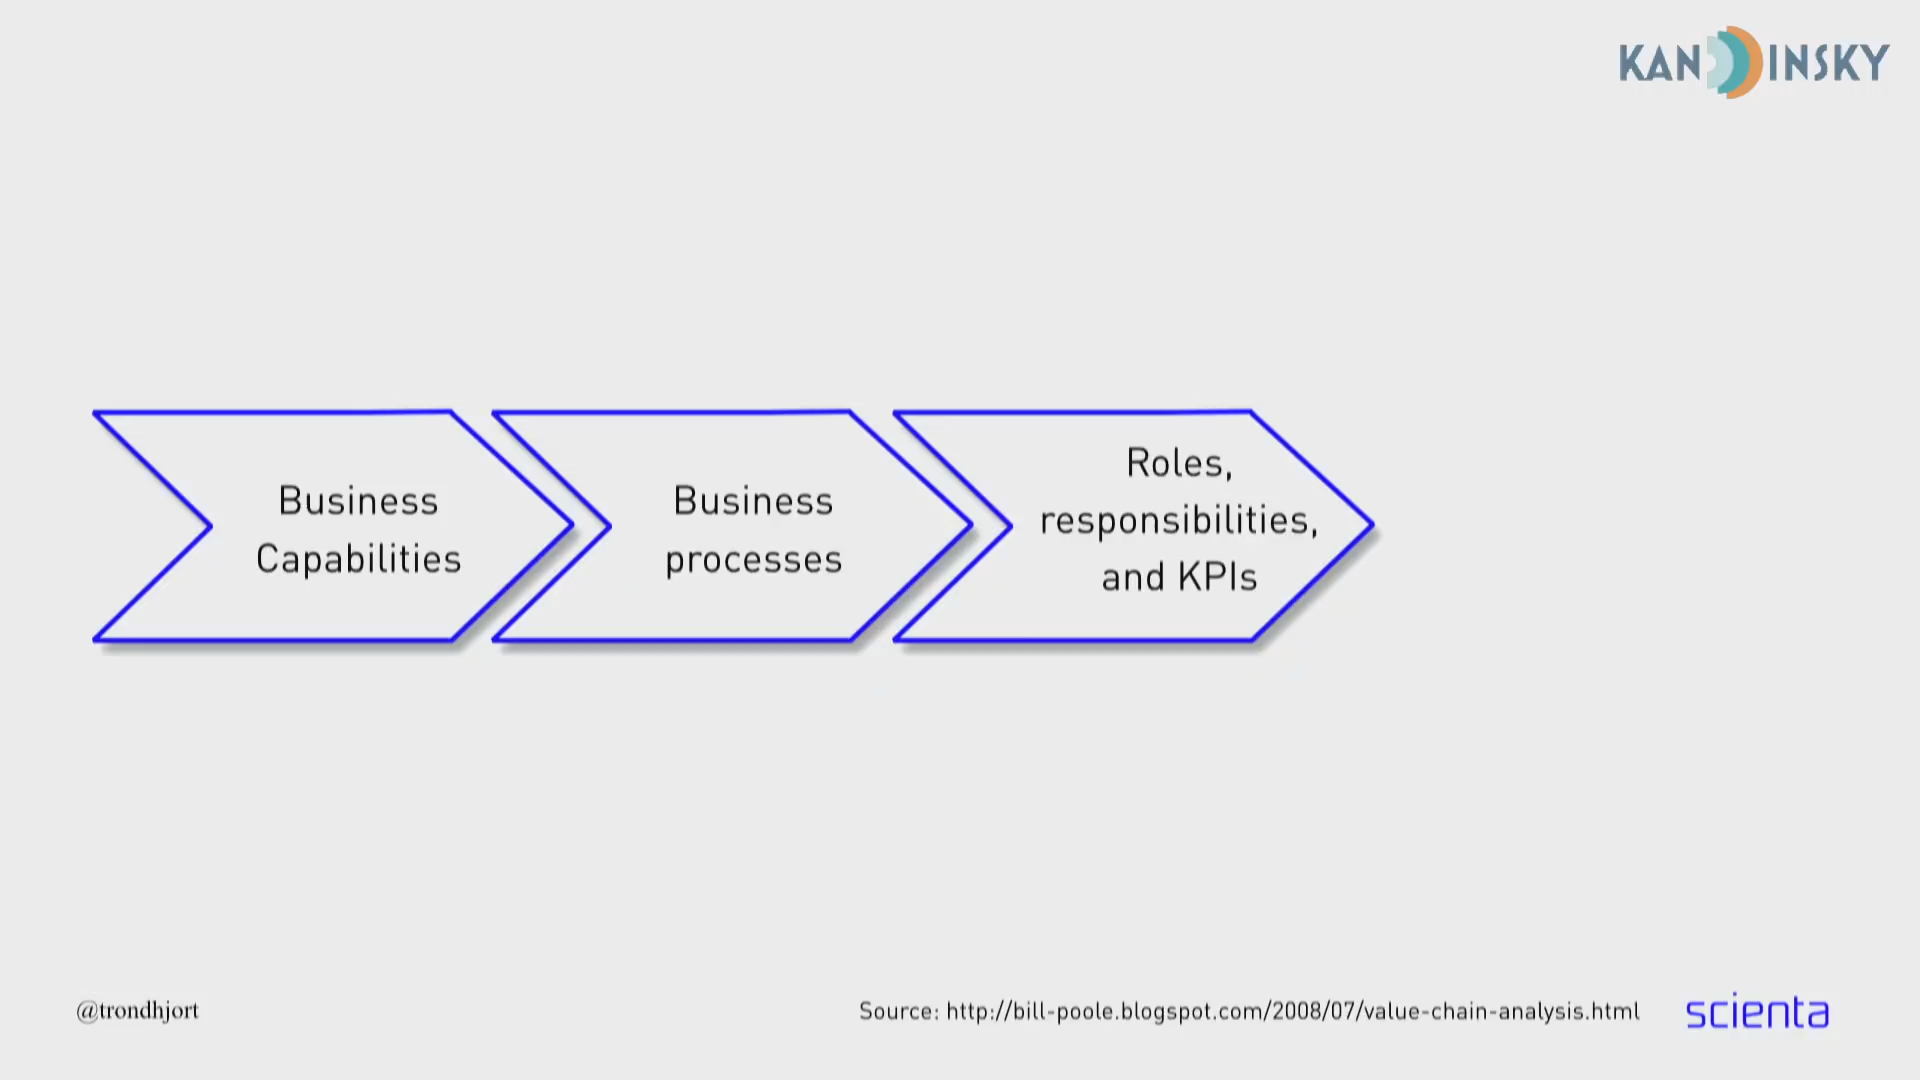 KANDINSKY
Business
Capabilities
Business
processes
Roles,
responsibilities,
and KPIs
@trondhjort
Source: http://bill-poole.blogspot.com/2008/07/value-chain-analysis.html
scienta